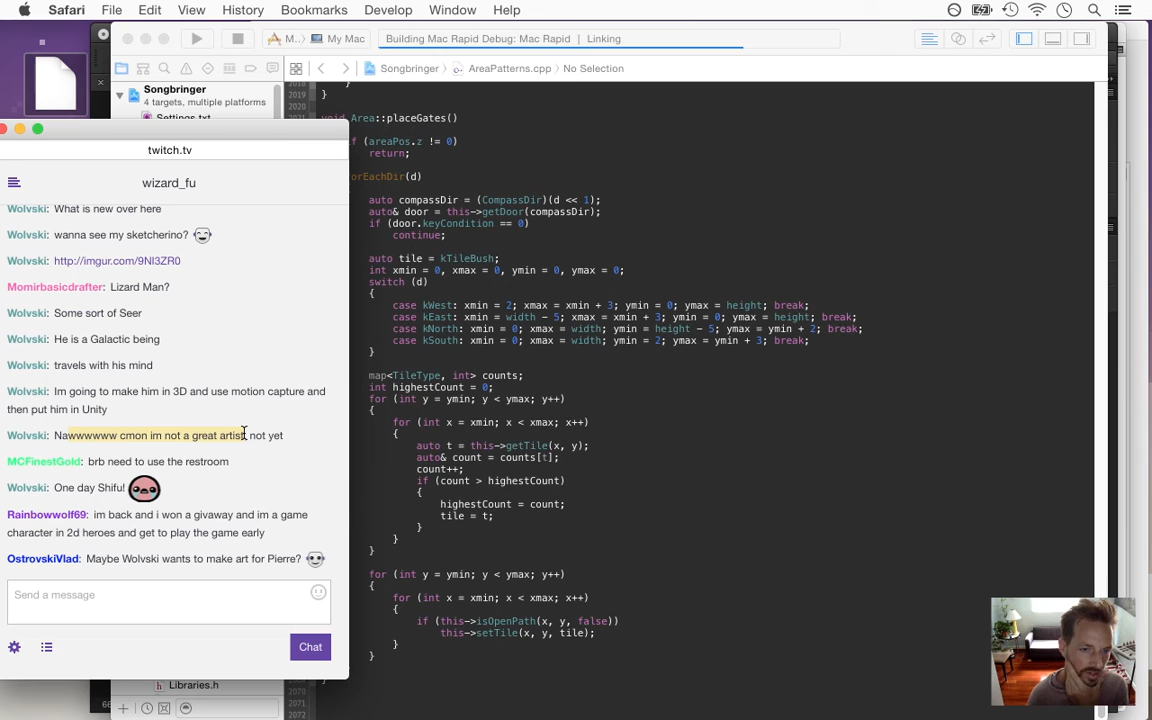 Safari File Edit View History Bookmarks Develop Window Help
M... My Mac
Building Mac Rapid Debug: Mac Rapid | Linking
Songbringer
4 targets, multiple platforms
Settings.txt
Songbringer AreaPatterns.cpp No Selection
twitch.tv
wizard_fu
Wolvski: What is new over here
Wolvski: wanna see my sketcherino?
Wolvski: http://imgur.com/9NI3ZR0
Momirbasicdrafter: Lizard Man?
Wolvski: Some sort of Seer
Wolvski: He is a Galactic being
Wolvski: travels with his mind
Wolvski: Im going to make him in 3D and use motion capture and
then put him in Unity
Wolvski: Nawwwwww cmon im not a great artist not yet
MCFinestGold: brb need to use the restroom
Wolvski: One day Shifu!
Rainbowwolf69: im back and i won a givaway and im a game
character in 2d heroes and get to play the game early
OstrovskiVlad: Maybe Wolvski wants to make art for Pierre?
Send a message
Chat
Libraries.h
66
2018 }
2019 }
2020
void Area::placeGates()
if (areaPos.z != 0)
return;
orEachDir(d)
auto compassDir = (CompassDir)(d << 1);
auto& door = this->getDoor(compassDir);
if (door.keyCondition == 0)
continue;
auto tile = kTileBush;
int xmin = 0, xmax = 0, ymin = 0, ymax = 0;
switch (d)
{
case kWest: xmin = 2; xmax = xmin + 3; ymin = 0; ymax = height; break;
case kEast: xmin = width - 5; xmax = xmin + 3; ymin = 0; ymax = height; break;
case kNorth: xmin = 0; xmax = width; ymin = height - 5; ymax = ymin + 2; break;
case kSouth: xmin = 0; xmax = width; ymin = 2; ymax = ymin + 3; break;
}
map<TileType, int> counts;
int highestCount = 0;
for (int y = ymin; y < ymax; y++)
{
for (int x = xmin; x < xmax; x++)
{
auto t = this->getTile(x, y);
auto& count = counts[t];
count++;
if (count > highestCount)
{
highestCount = count;
tile = t;
}
}
}
for (int y = ymin; y < ymax; y++)
{
for (int x = xmin; x < xmax; x++)
{
if (this->isOpenPath(x, y, false))
this->setTile(x, y, tile);
}
}
2070
2071
2072